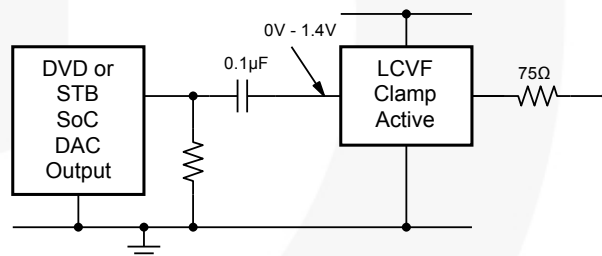 0V - 1.4V
0.1µF
75Ω
DVD or
STB
SoC
DAC
Output
LCVF
Clamp
Active